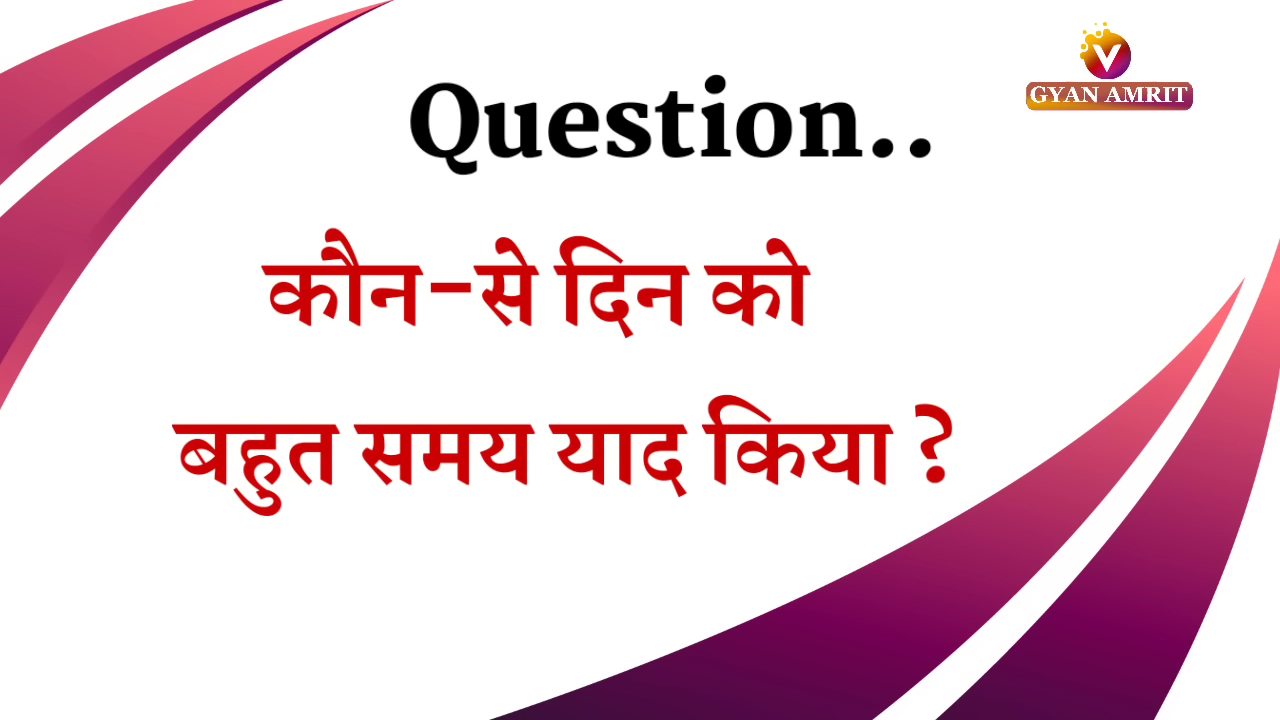 GYAN AMRIT
Question..
कौन-से दिन को
बहुत समय याद किया ?